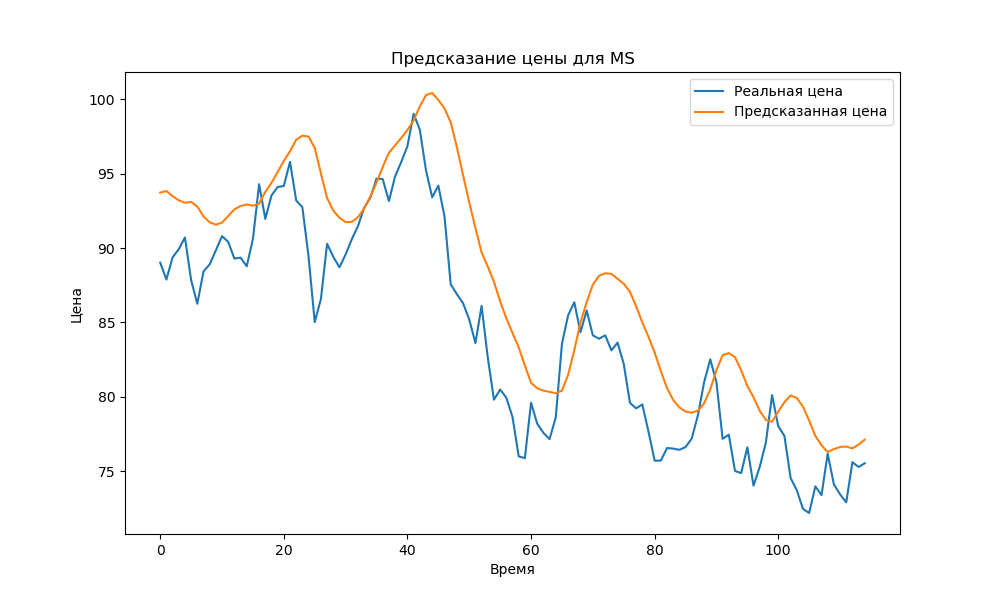 Предсказание цены для MS
Реальная цена
Предсказанная цена
Цена
100
95
90
85
80
75
0 20 40 60 80 100
Время